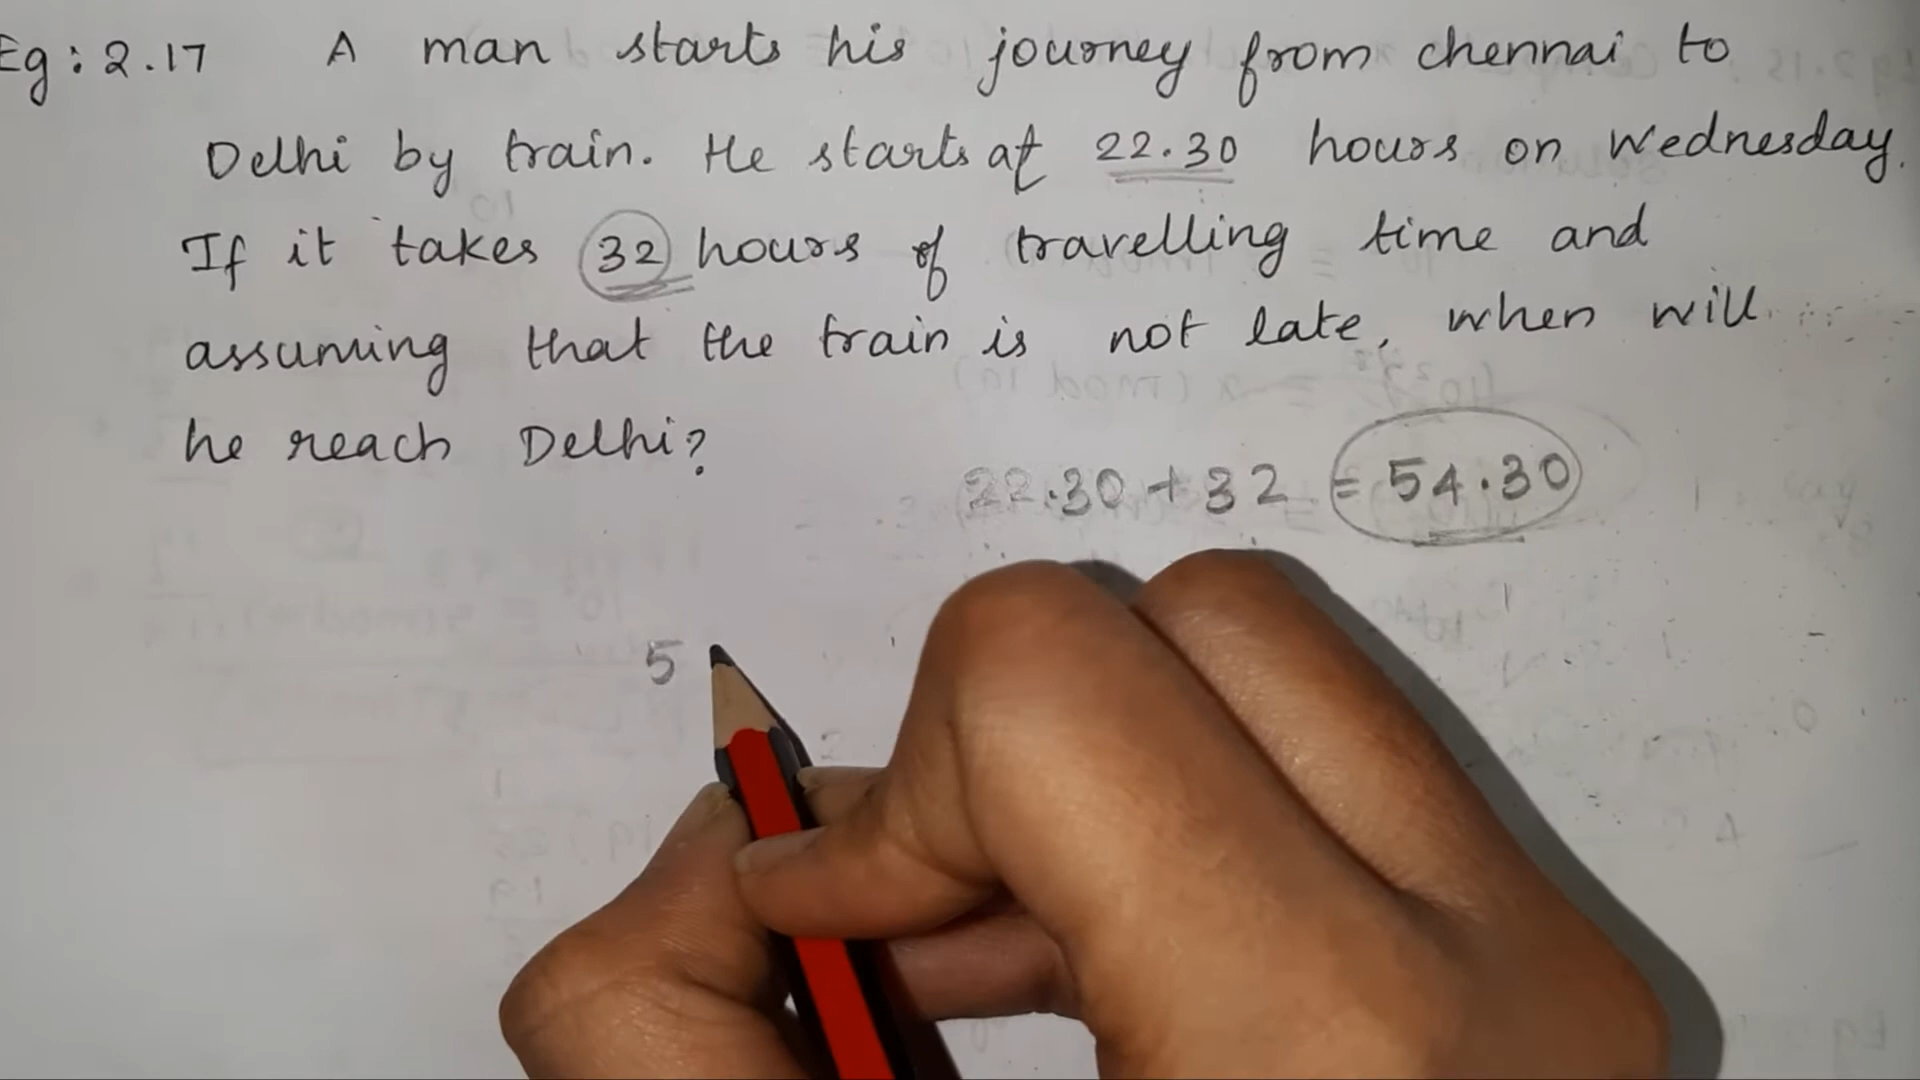 Eg: 2.17 A man starts his journey from chennai to
Delhi by train. He starts at 22.30 hours on Wednesday.
If it takes 32 hours of travelling time and
assuming that the train is not late, when will
he reach Delhi?
22.30 + 32 = 54.30
5